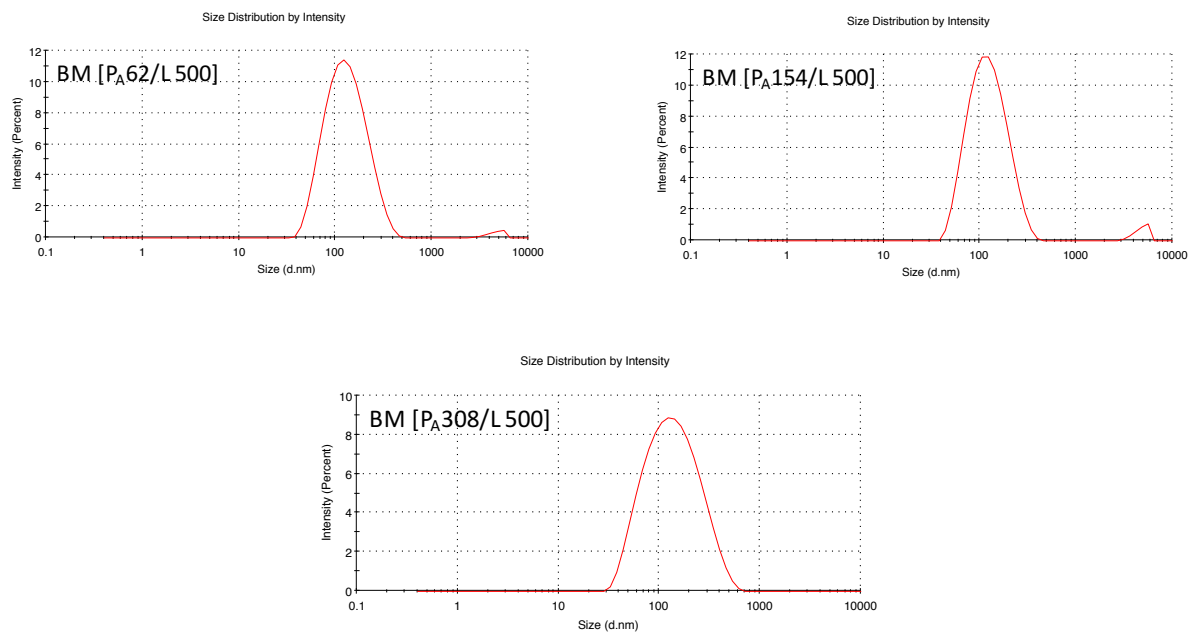 Size Distribution by Intensity
BM [PA62/L 500]
12
10
8
6
4
2
0
Intensity (Percent)
0.1 1 10 100 1000 10000
Size (d.nm)
Size Distribution by Intensity
BM [PA154/L 500]
12
10
8
6
4
2
0
Intensity (Percent)
0.1 1 10 100 1000 10000
Size (d.nm)
Size Distribution by Intensity
BM [PA308/L 500]
10
8
6
4
2
0
Intensity (Percent)
0.1 1 10 100 1000 10000
Size (d.nm)